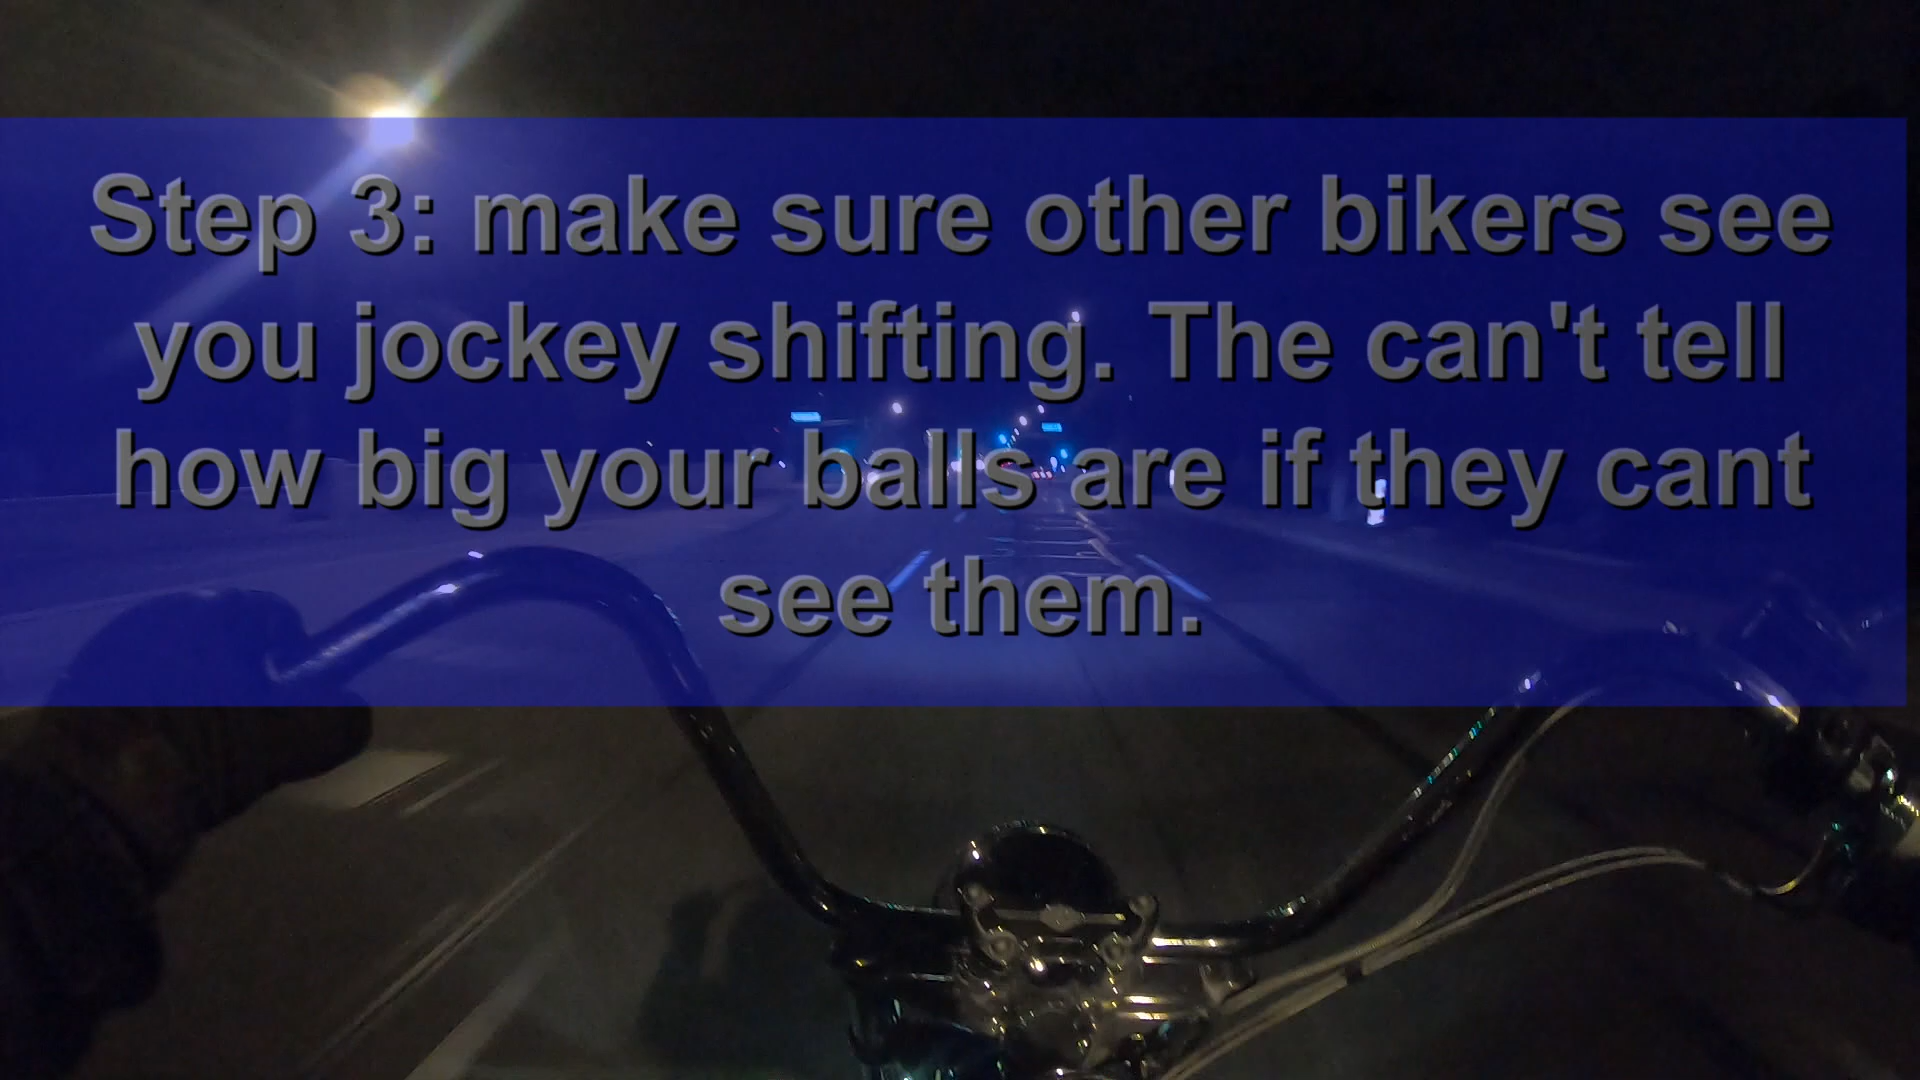 Step 3: make sure other bikers see
you jockey shifting. The can't tell
how big your balls are if they cant
see them.